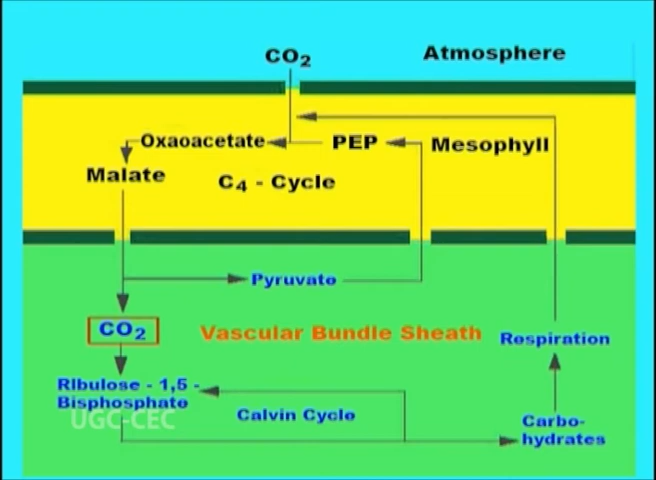 CO2
Atmosphere
Oxaoacetate
PEP
Mesophyll
Malate
C4 - Cycle
Pyruvate
CO2
Vascular Bundle Sheath
Respiration
Ribulose - 1,5 -
Bisphosphate
Calvin Cycle
UGC-CEC
Carbo-
hydrates